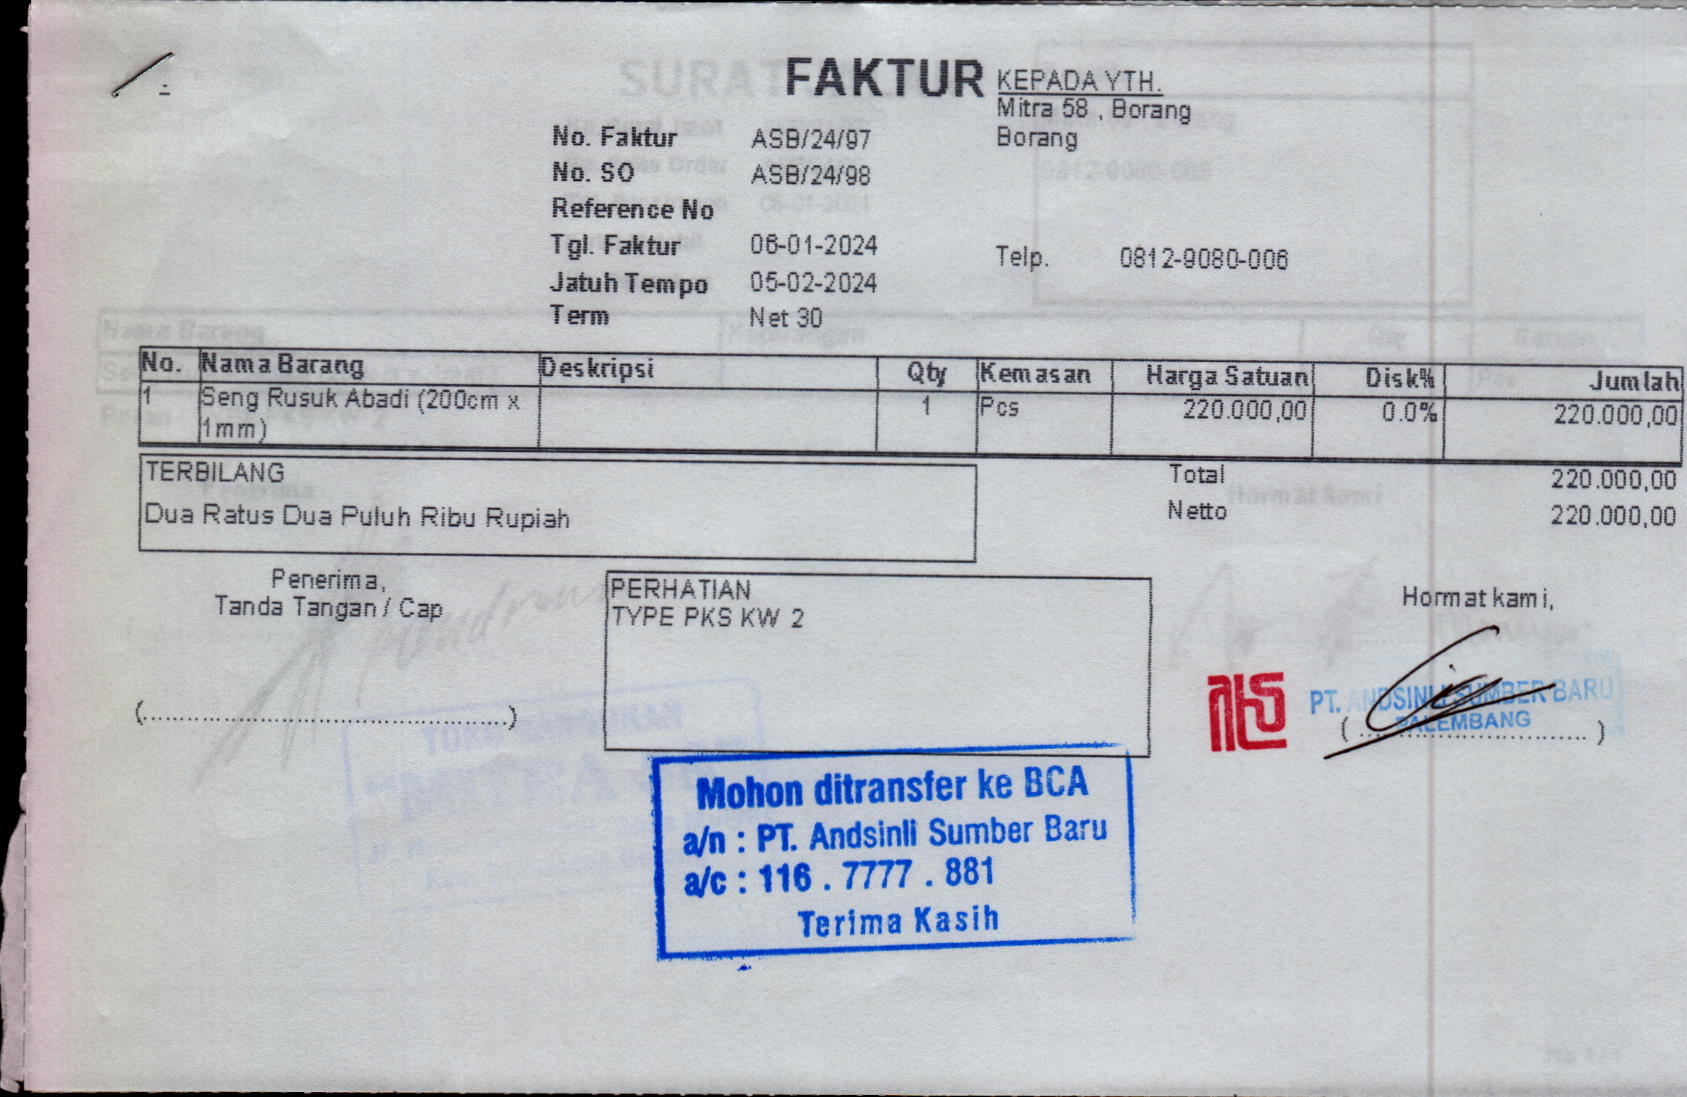 FAKTUR
KEPADA YTH.
Mitra 58 , Borang
Borang
No. Faktur ASB/24/97
No. SO ASB/24/98
Reference No
Tgl. Faktur 06-01-2024
Telp. 0812-9080-006
Jatuh Tempo 05-02-2024
Term Net 30
No. Nama Barang Deskripsi Qty Kemasan Harga Satuan Disk% Jumlah
1 Seng Rusuk Abadi (200cm x 1 Pcs 220.000,00 0.0% 220.000,00
1mm)
TERBILANG
Dua Ratus Dua Puluh Ribu Rupiah
Total 220.000,00
Netto 220.000,00
Penerima,
Tanda Tangan / Cap
(..................................................)
PERHATIAN
TYPE PKS KW 2
Hormat kami,
PT. ANDSINLI SUMBER BARU
PALEMBANG
(..................................)
Mohon ditransfer ke BCA
a/n : PT. Andsinli Sumber Baru
a/c : 116 . 7777 . 881
Terima Kasih